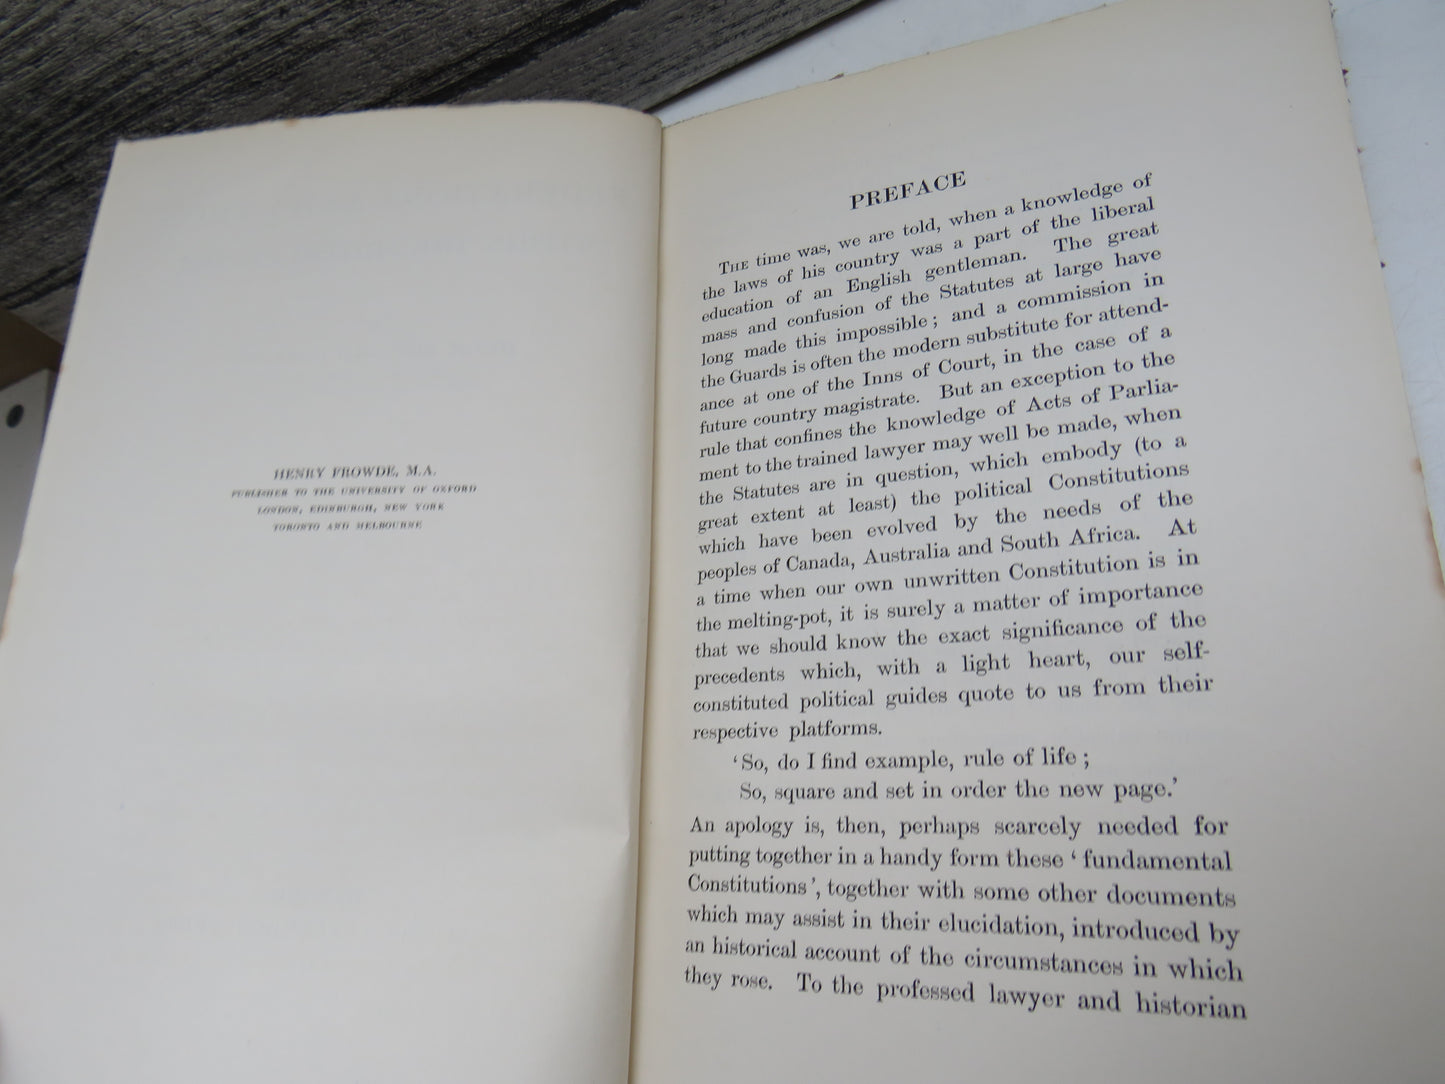 HENRY FROWDE, M.A.
PUBLISHER TO THE UNIVERSITY OF OXFORD
LONDON, EDINBURGH, NEW YORK
TORONTO AND MELBOURNE
PREFACE
THE time was, we are told, when a knowledge of
the laws of his country was a part of the liberal
education of an English gentleman. The great
mass and confusion of the Statutes at large have
long made this impossible; and a commission in
the Guards is often the modern substitute for attend-
ance at one of the Inns of Court, in the case of a
future country magistrate. But an exception to the
rule that confines the knowledge of Acts of Parlia-
ment to the trained lawyer may well be made, when
the Statutes are in question, which embody (to a
great extent at least) the political Constitutions
which have been evolved by the needs of the
peoples of Canada, Australia and South Africa. At
a time when our own unwritten Constitution is in
the melting-pot, it is surely a matter of importance
that we should know the exact significance of the
precedents which, with a light heart, our self-
constituted political guides quote to us from their
respective platforms.
'So, do I find example, rule of life;
So, square and set in order the new page.'
An apology is, then, perhaps scarcely needed for
putting together in a handy form these 'fundamental
Constitutions', together with some other documents
which may assist in their elucidation, introduced by
an historical account of the circumstances in which
they rose. To the professed lawyer and historian